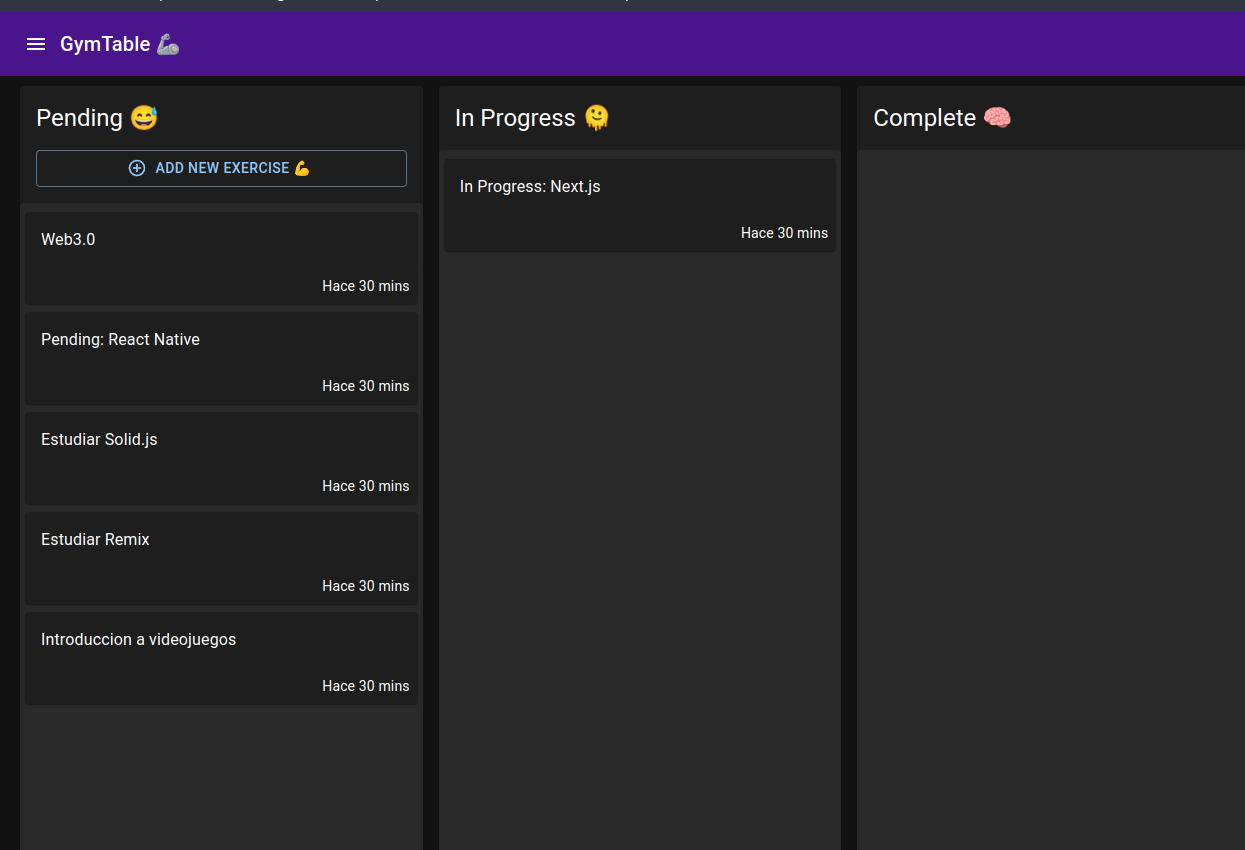 GymTable 🦾
Pending 😅
ADD NEW EXERCISE 💪
Web3.0
Hace 30 mins
Pending: React Native
Hace 30 mins
Estudiar Solid.js
Hace 30 mins
Estudiar Remix
Hace 30 mins
Introduccion a videojuegos
Hace 30 mins
In Progress 🫠
In Progress: Next.js
Hace 30 mins
Complete 🧠